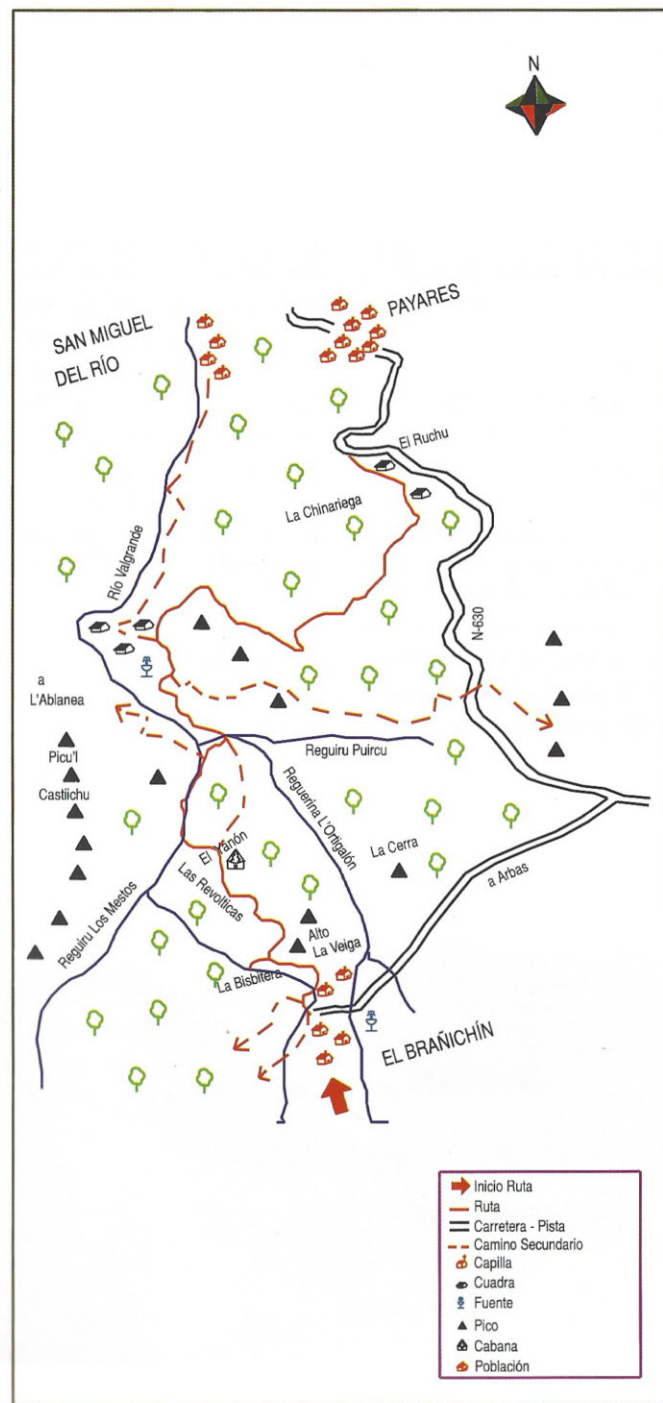 N
SAN MIGUEL
DEL RÍO
PAYARES
El Ruchu
La Chinariega
Río Valgrande
N-630
a
L'Ablanea
Picu'l
Castiichu
Reguiru Puircu
Reguerina L'Ortigalón
La Cerra
a Arbas
El Yanón
Las Revolticas
Reguiru Los Mestos
Alto
La Veiga
La Bisbitera
EL BRAÑICHÍN
Inicio Ruta
Ruta
Carretera - Pista
Camino Secundario
Capilla
Cuadra
Fuente
Pico
Cabana
Población